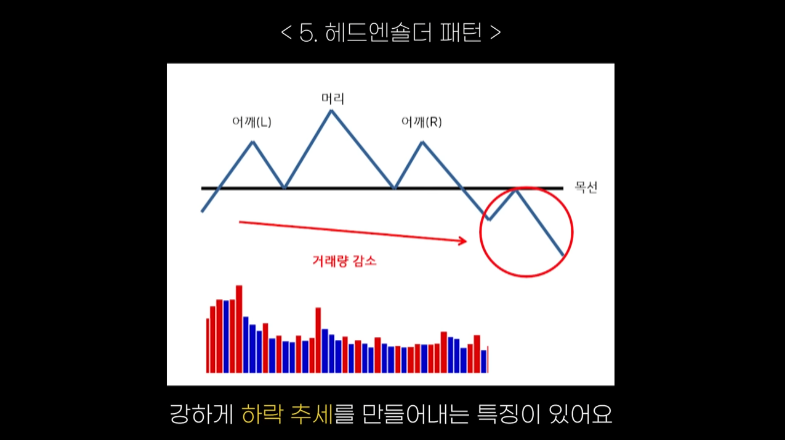 < 5. 헤드엔숄더 패턴 >
머리
어깨(L)
어깨(R)
목선
거래량 감소
강하게 하락 추세를 만들어내는 특징이 있어요